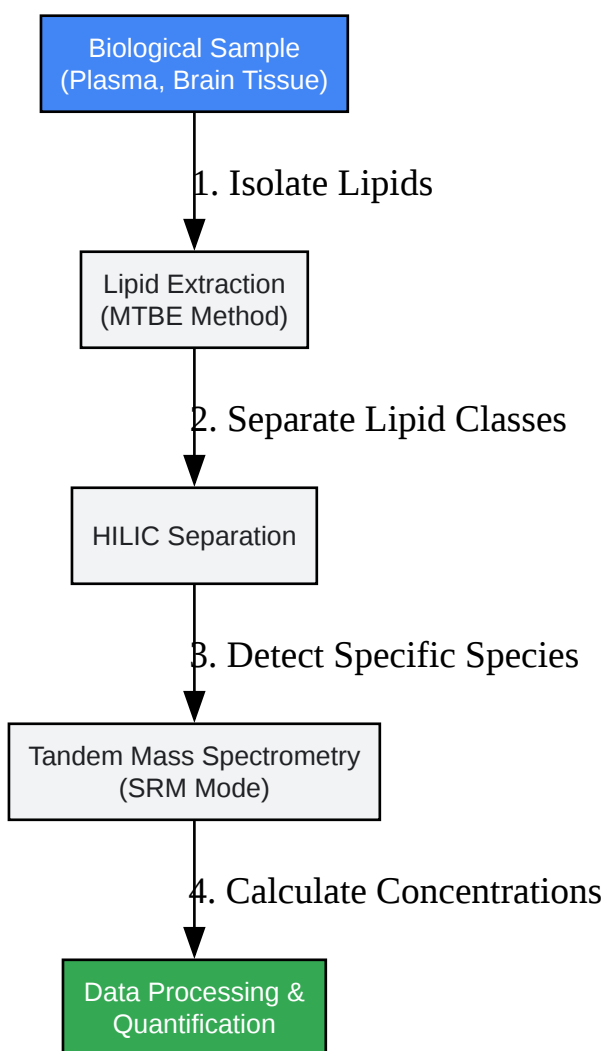 Biological Sample
(Plasma, Brain Tissue)
1. Isolate Lipids
Lipid Extraction
(MTBE Method)
2. Separate Lipid Classes
HILIC Separation
3. Detect Specific Species
Tandem Mass Spectrometry
(SRM Mode)
4. Calculate Concentrations
Data Processing &
Quantification